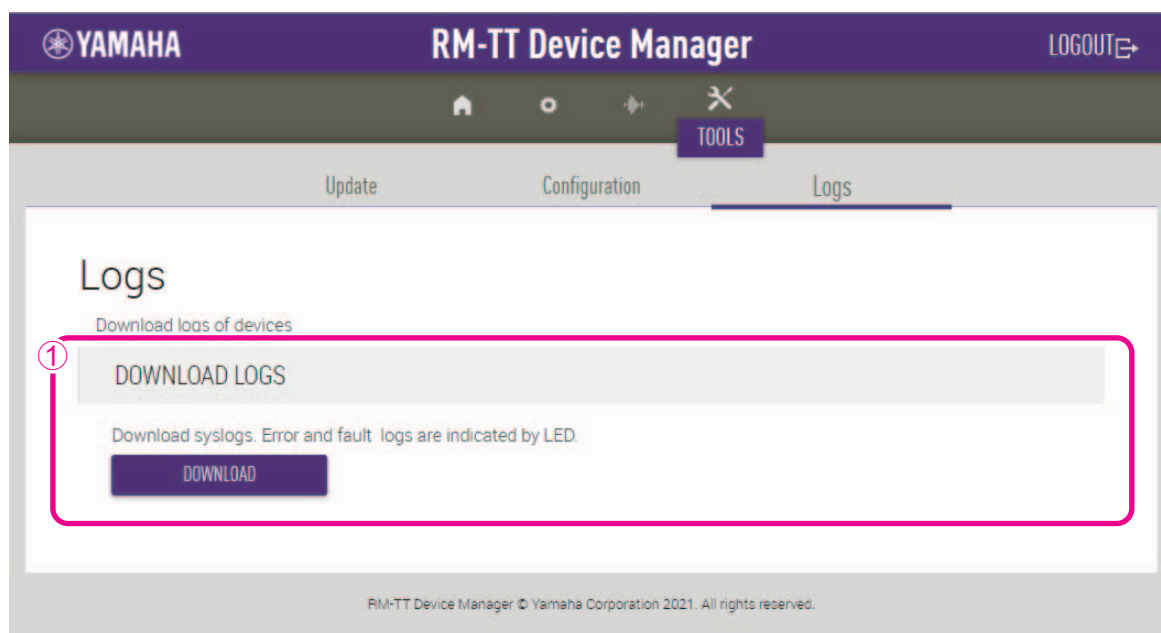 YAMAHA RM-TT Device Manager LOGOUT
TOOLS
Update Configuration Logs
Logs
Download logs of devices
①
DOWNLOAD LOGS
Download syslogs. Error and fault logs are indicated by LED.
DOWNLOAD
RM-TT Device Manager © Yamaha Corporation 2021. All rights reserved.